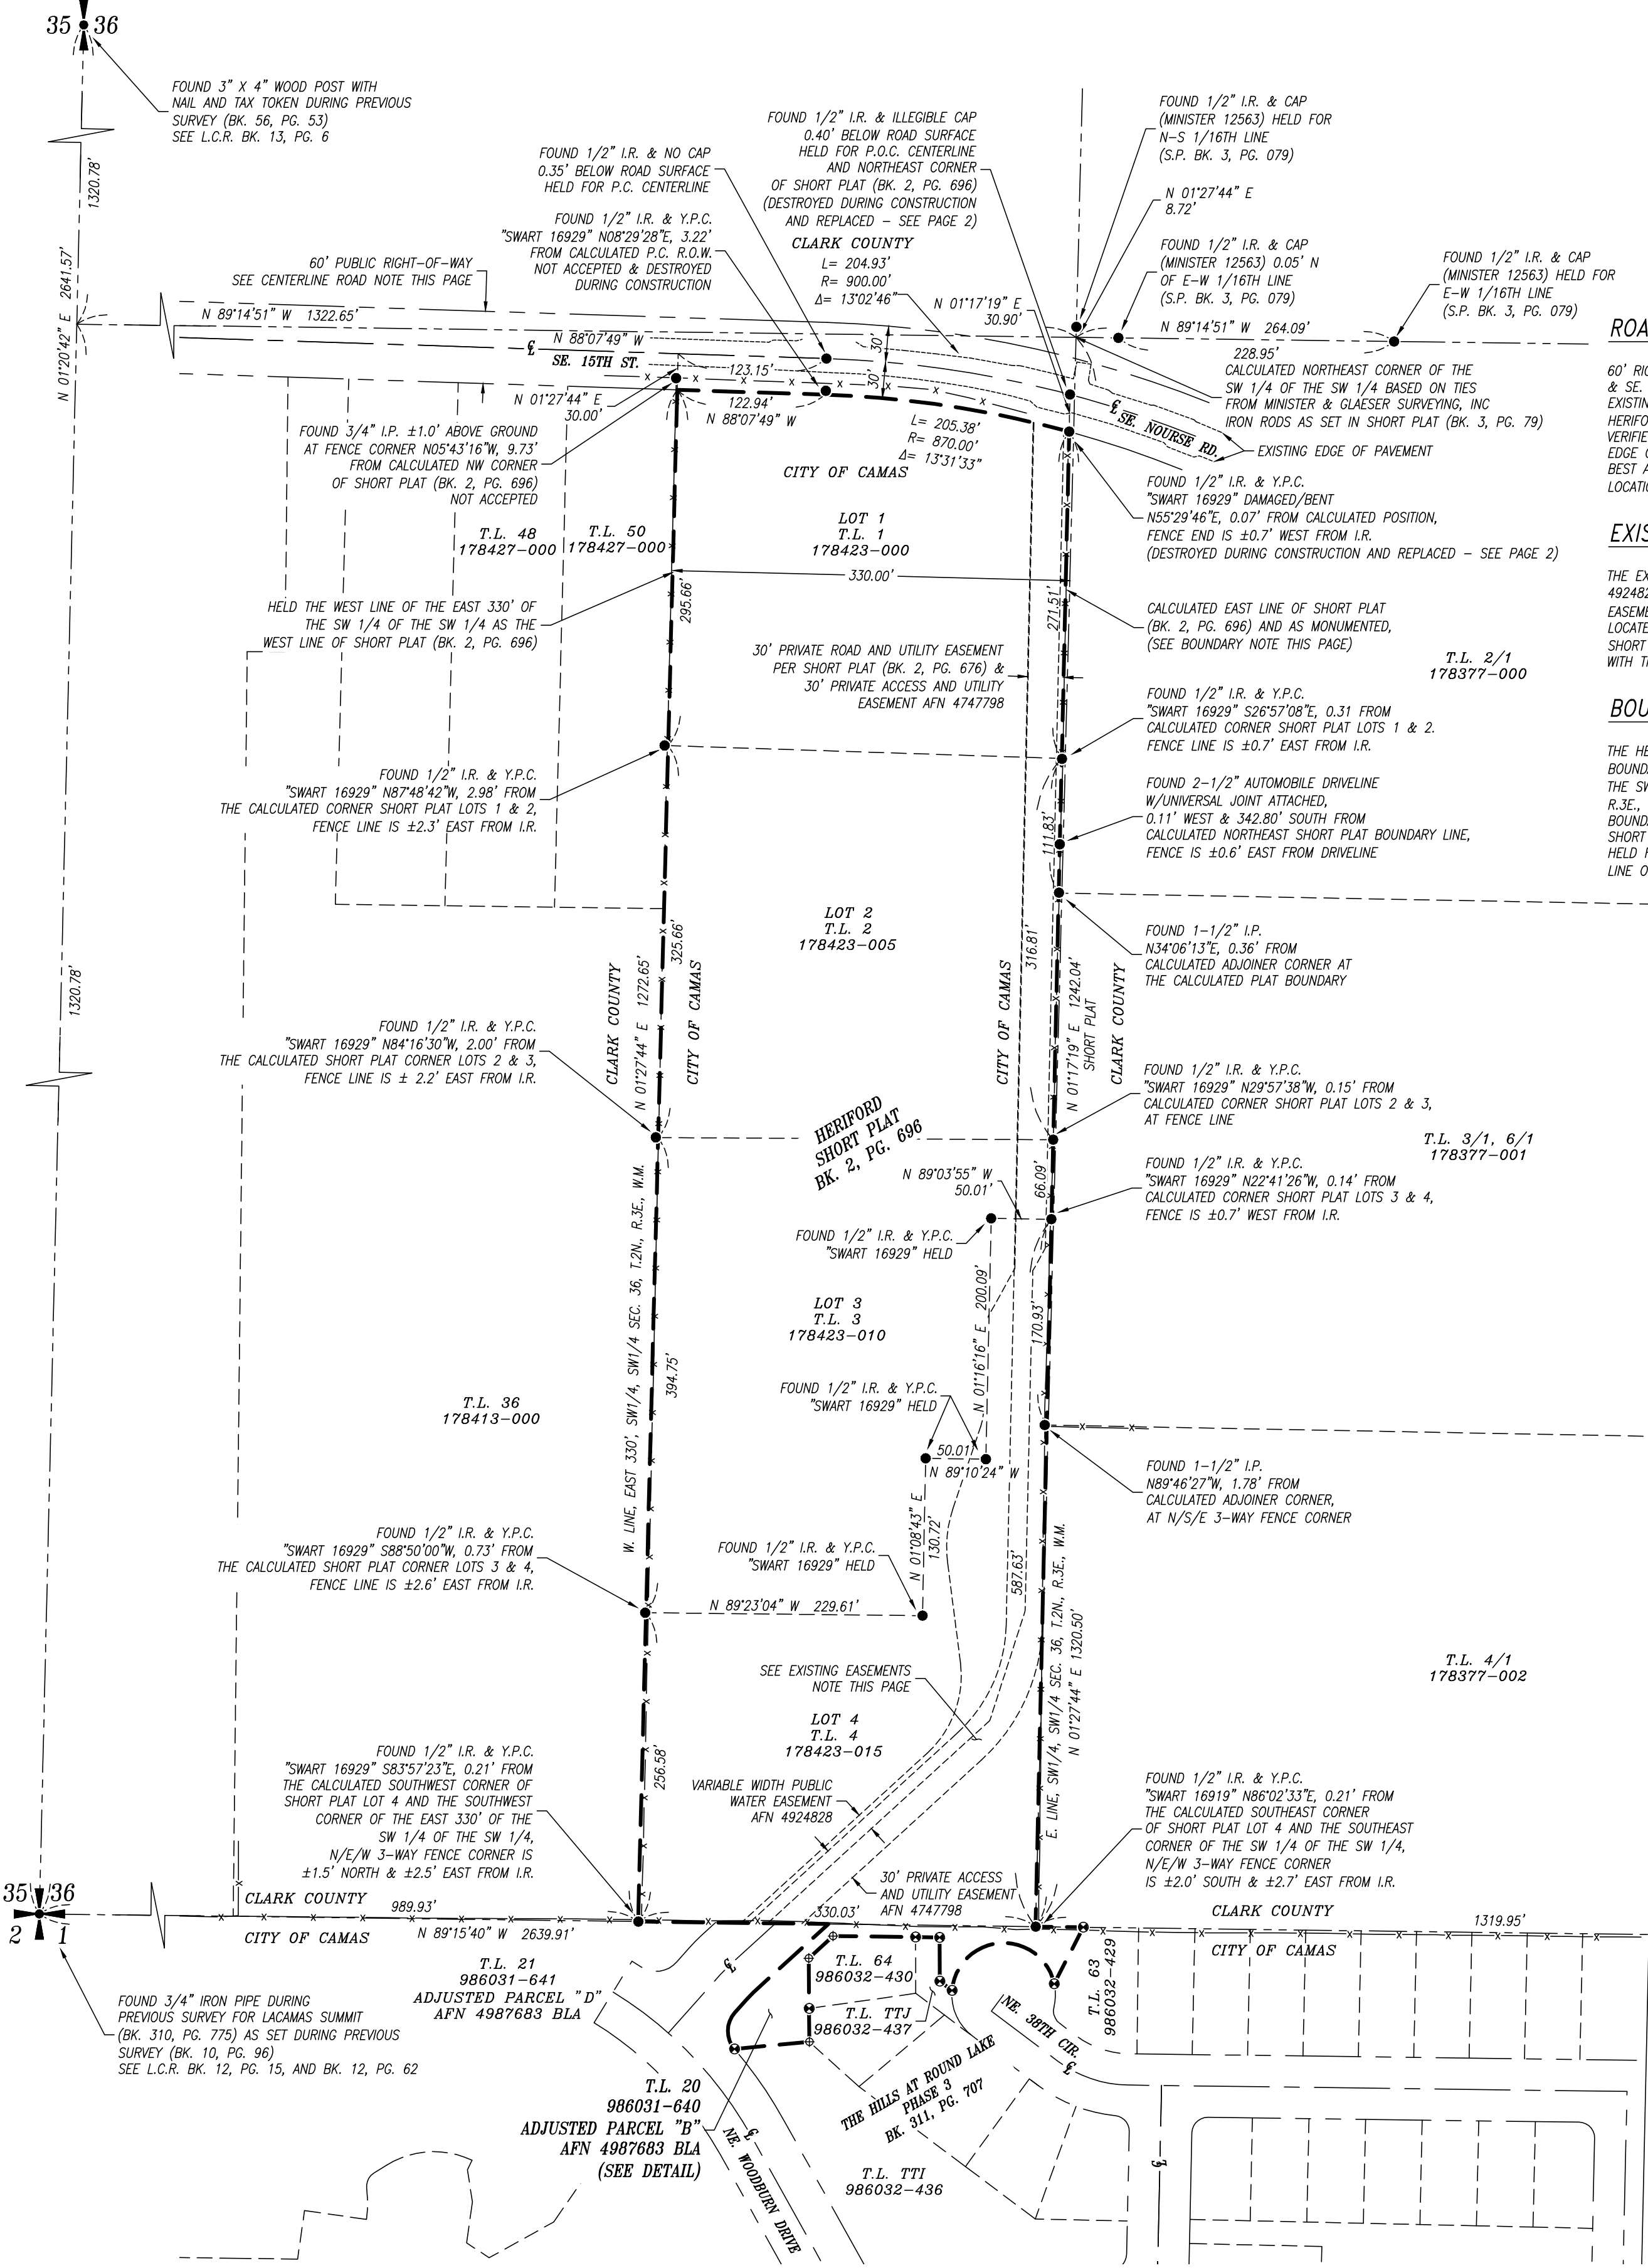 35 36
FOUND 3" X 4" WOOD POST WITH
NAIL AND TAX TOKEN DURING PREVIOUS
SURVEY (BK. 56, PG. 53)
SEE L.C.R. BK. 13, PG. 6
1320.78'
N 01°20'42" E 2641.57'
1320.78'
FOUND 1/2" I.R. & NO CAP
0.35' BELOW ROAD SURFACE
HELD FOR P.C. CENTERLINE
FOUND 1/2" I.R. & Y.P.C.
"SWART 16929" N08°29'28"E, 3.22'
FROM CALCULATED P.C. R.O.W.
NOT ACCEPTED & DESTROYED
DURING CONSTRUCTION
FOUND 1/2" I.R. & ILLEGIBLE CAP
0.40' BELOW ROAD SURFACE
HELD FOR P.O.C. CENTERLINE
AND NORTHEAST CORNER
OF SHORT PLAT (BK. 2, PG. 696)
(DESTROYED DURING CONSTRUCTION
AND REPLACED - SEE PAGE 2)
CLARK COUNTY
L= 204.93'
R= 900.00'
Δ= 13°02'46"
N 01°17'19" E
30.90'
FOUND 1/2" I.R. & CAP
(MINISTER 12563) HELD FOR
N-S 1/16TH LINE
(S.P. BK. 3, PG. 079)
N 01°27'44" E
8.72'
FOUND 1/2" I.R. & CAP
(MINISTER 12563) 0.05' N
OF E-W 1/16TH LINE
(S.P. BK. 3, PG. 079)
FOUND 1/2" I.R. & CAP
(MINISTER 12563) HELD FOR
E-W 1/16TH LINE
(S.P. BK. 3, PG. 079)
N 89°14'51" W 264.09'
228.95'
CALCULATED NORTHEAST CORNER OF THE
SW 1/4 OF THE SW 1/4 BASED ON TIES
FROM MINISTER & GLAESER SURVEYING, INC
IRON RODS AS SET IN SHORT PLAT (BK. 3, PG. 79)
EXISTING EDGE OF PAVEMENT
60' PUBLIC RIGHT-OF-WAY
SEE CENTERLINE ROAD NOTE THIS PAGE
N 89°14'51" W 1322.65'
N 88°07'49" W
℄
SE. 15TH ST.
123.15'
30'
30'
℄
SE. NOURSE RD.
N 01°27'44" E
30.00'
122.94'
N 88°07'49" W
L= 205.38'
R= 870.00'
Δ= 13°31'33"
CITY OF CAMAS
FOUND 3/4" I.P. ±1.0' ABOVE GROUND
AT FENCE CORNER N05°43'16"W, 9.73'
FROM CALCULATED NW CORNER
OF SHORT PLAT (BK. 2, PG. 696)
NOT ACCEPTED
FOUND 1/2" I.R. & Y.P.C.
"SWART 16929" DAMAGED/BENT
N55°29'46"E, 0.07' FROM CALCULATED POSITION,
FENCE END IS ±0.7' WEST FROM I.R.
(DESTROYED DURING CONSTRUCTION AND REPLACED - SEE PAGE 2)
ROA
60' RIG
& SE.
EXISTIN
HERIFO
VERIFIE
EDGE O
BEST A
LOCATIO
EXIS
THE EX
492482
EASEME
LOCATE
SHORT
WITH T
BOU
THE HE
BOUND
THE SW
R.3E.,
BOUND
SHORT
HELD F
LINE O
T.L. 48
178427-000
T.L. 50
178427-000
LOT 1
T.L. 1
178423-000
330.00'
295.66'
271.51'
HELD THE WEST LINE OF THE EAST 330' OF
THE SW 1/4 OF THE SW 1/4 AS THE
WEST LINE OF SHORT PLAT (BK. 2, PG. 696)
CALCULATED EAST LINE OF SHORT PLAT
(BK. 2, PG. 696) AND AS MONUMENTED,
(SEE BOUNDARY NOTE THIS PAGE)
30' PRIVATE ROAD AND UTILITY EASEMENT
PER SHORT PLAT (BK. 2, PG. 676) &
30' PRIVATE ACCESS AND UTILITY
EASEMENT AFN 4747798
T.L. 2/1
178377-000
FOUND 1/2" I.R. & Y.P.C.
"SWART 16929" S26°57'08"E, 0.31 FROM
CALCULATED CORNER SHORT PLAT LOTS 1 & 2.
FENCE LINE IS ±0.7' EAST FROM I.R.
FOUND 1/2" I.R. & Y.P.C.
"SWART 16929" N87°48'42"W, 2.98' FROM
THE CALCULATED CORNER SHORT PLAT LOTS 1 & 2,
FENCE LINE IS ±2.3' EAST FROM I.R.
FOUND 2-1/2" AUTOMOBILE DRIVELINE
W/UNIVERSAL JOINT ATTACHED,
0.11' WEST & 342.80' SOUTH FROM
CALCULATED NORTHEAST SHORT PLAT BOUNDARY LINE,
FENCE IS ±0.6' EAST FROM DRIVELINE
111.83'
LOT 2
T.L. 2
178423-005
325.66'
316.81'
FOUND 1-1/2" I.P.
N34°06'13"E, 0.36' FROM
CALCULATED ADJOINER CORNER AT
THE CALCULATED PLAT BOUNDARY
CLARK COUNTY
N 01°27'44" E 1272.65'
CITY OF CAMAS
CITY OF CAMAS
N 01°17'19" E 1242.04'
SHORT PLAT
CLARK COUNTY
FOUND 1/2" I.R. & Y.P.C.
"SWART 16929" N84°16'30"W, 2.00' FROM
THE CALCULATED SHORT PLAT CORNER LOTS 2 & 3,
FENCE LINE IS ± 2.2' EAST FROM I.R.
FOUND 1/2" I.R. & Y.P.C.
"SWART 16929" N29°57'38"W, 0.15' FROM
CALCULATED CORNER SHORT PLAT LOTS 2 & 3,
AT FENCE LINE
HERIFORD
SHORT PLAT
BK. 2, PG. 696
T.L. 3/1, 6/1
178377-001
N 89°03'55" W
50.01'
66.09'
FOUND 1/2" I.R. & Y.P.C.
"SWART 16929" N22°41'26"W, 0.14' FROM
CALCULATED CORNER SHORT PLAT LOTS 3 & 4,
FENCE IS ±0.7' WEST FROM I.R.
FOUND 1/2" I.R. & Y.P.C.
"SWART 16929" HELD
W. LINE, EAST 330', SW1/4, SW1/4 SEC. 36, T.2N., R.3E., W.M.
LOT 3
T.L. 3
178423-010
N 01°16'16" E 200.09'
170.93'
394.75'
T.L. 36
178413-000
FOUND 1/2" I.R. & Y.P.C.
"SWART 16929" HELD
50.01'
N 89°10'24" W
FOUND 1-1/2" I.P.
N89°46'27"W, 1.78' FROM
CALCULATED ADJOINER CORNER,
AT N/S/E 3-WAY FENCE CORNER
N 01°08'43" E
130.72'
FOUND 1/2" I.R. & Y.P.C.
"SWART 16929" S88°50'00"W, 0.73' FROM
THE CALCULATED SHORT PLAT CORNER LOTS 3 & 4,
FENCE LINE IS ±2.6' EAST FROM I.R.
FOUND 1/2" I.R. & Y.P.C.
"SWART 16929" HELD
587.63'
N 89°23'04" W 229.61'
E. LINE, SW1/4, SW1/4 SEC. 36, T.2N., R.3E., W.M.
N 01°27'44" E 1320.50'
SEE EXISTING EASEMENTS
NOTE THIS PAGE
T.L. 4/1
178377-002
LOT 4
T.L. 4
178423-015
256.58'
FOUND 1/2" I.R. & Y.P.C.
"SWART 16929" S83°57'23"E, 0.21' FROM
THE CALCULATED SOUTHWEST CORNER OF
SHORT PLAT LOT 4 AND THE SOUTHWEST
CORNER OF THE EAST 330' OF THE
SW 1/4 OF THE SW 1/4,
N/E/W 3-WAY FENCE CORNER IS
±1.5' NORTH & ±2.5' EAST FROM I.R.
VARIABLE WIDTH PUBLIC
WATER EASEMENT
AFN 4924828
FOUND 1/2" I.R. & Y.P.C.
"SWART 16919" N86°02'33"E, 0.21' FROM
THE CALCULATED SOUTHEAST CORNER
OF SHORT PLAT LOT 4 AND THE SOUTHEAST
CORNER OF THE SW 1/4 OF THE SW 1/4,
N/E/W 3-WAY FENCE CORNER
IS ±2.0' SOUTH & ±2.7' EAST FROM I.R.
30' PRIVATE ACCESS
AND UTILITY EASEMENT
AFN 4747798
35 36
2 1
CLARK COUNTY
989.93'
330.03'
CLARK COUNTY
1319.95'
CITY OF CAMAS
N 89°15'40" W 2639.91'
CITY OF CAMAS
T.L. 21
986031-641
ADJUSTED PARCEL "D"
AFN 4987683 BLA
℄
T.L. 64
986032-430
T.L. TTJ
986032-437
T.L. 63
986032-429
NE. 38TH CIR.
℄
FOUND 3/4" IRON PIPE DURING
PREVIOUS SURVEY FOR LACAMAS SUMMIT
(BK. 310, PG. 775) AS SET DURING PREVIOUS
SURVEY (BK. 10, PG. 96)
SEE L.C.R. BK. 12, PG. 15, AND BK. 12, PG. 62
THE HILLS AT ROUND LAKE
PHASE 3
BK. 311, PG. 707
T.L. 20
986031-640
ADJUSTED PARCEL "B"
AFN 4987683 BLA
(SEE DETAIL)
℄
NE. WOODBURN DRIVE
T.L. TTI
986032-436
℄